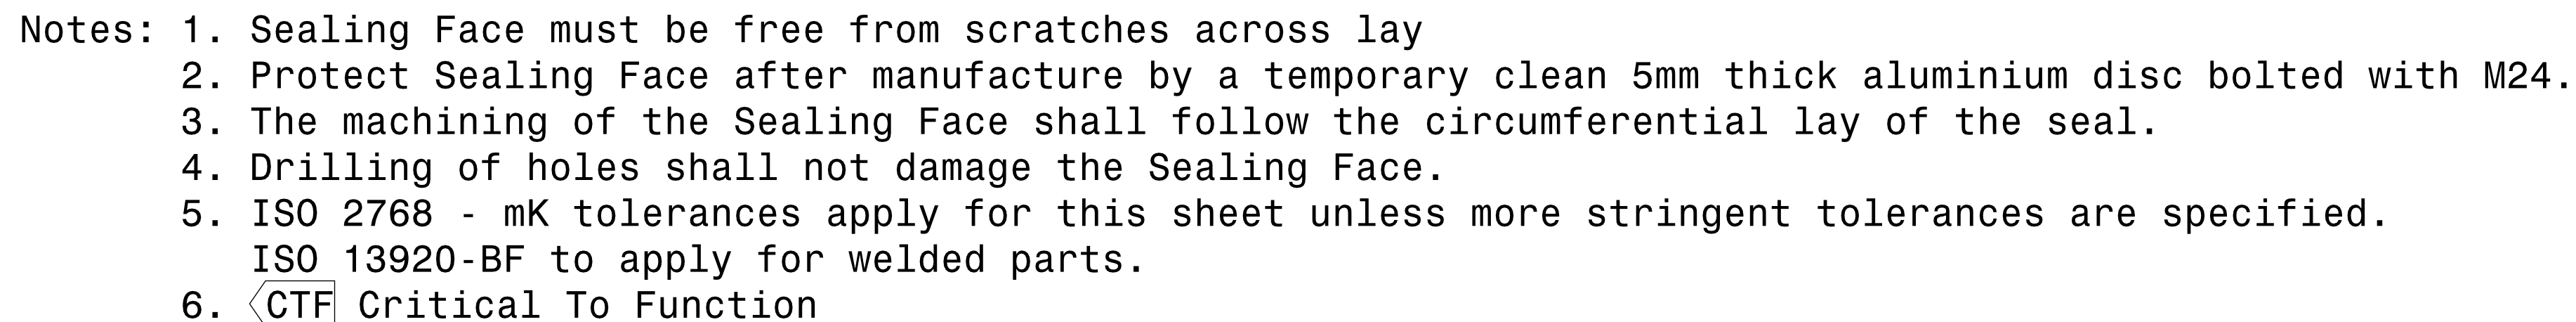 Notes: 1. Sealing Face must be free from scratches across lay
2. Protect Sealing Face after manufacture by a temporary clean 5mm thick aluminium disc bolted with M24.
3. The machining of the Sealing Face shall follow the circumferential lay of the seal.
4. Drilling of holes shall not damage the Sealing Face.
5. ISO 2768 - mK tolerances apply for this sheet unless more stringent tolerances are specified.
ISO 13920-BF to apply for welded parts.
6. CTF Critical To Function